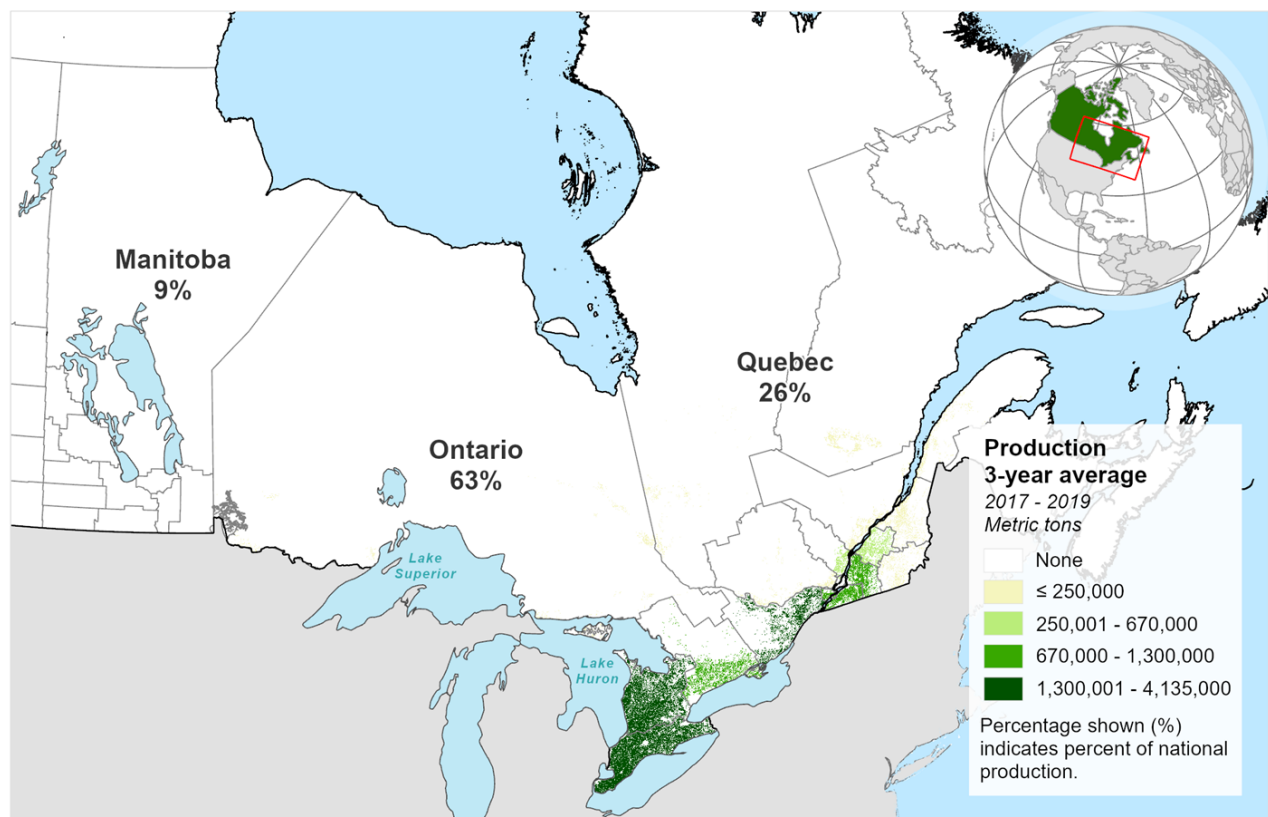 Manitoba
9%
Ontario
63%
Quebec
26%
Lake
Superior
Lake
Huron
Production
3-year average
2017 - 2019
Metric tons
None
≤ 250,000
250,001 - 670,000
670,000 - 1,300,000
1,300,001 - 4,135,000
Percentage shown (%)
indicates percent of national
production.